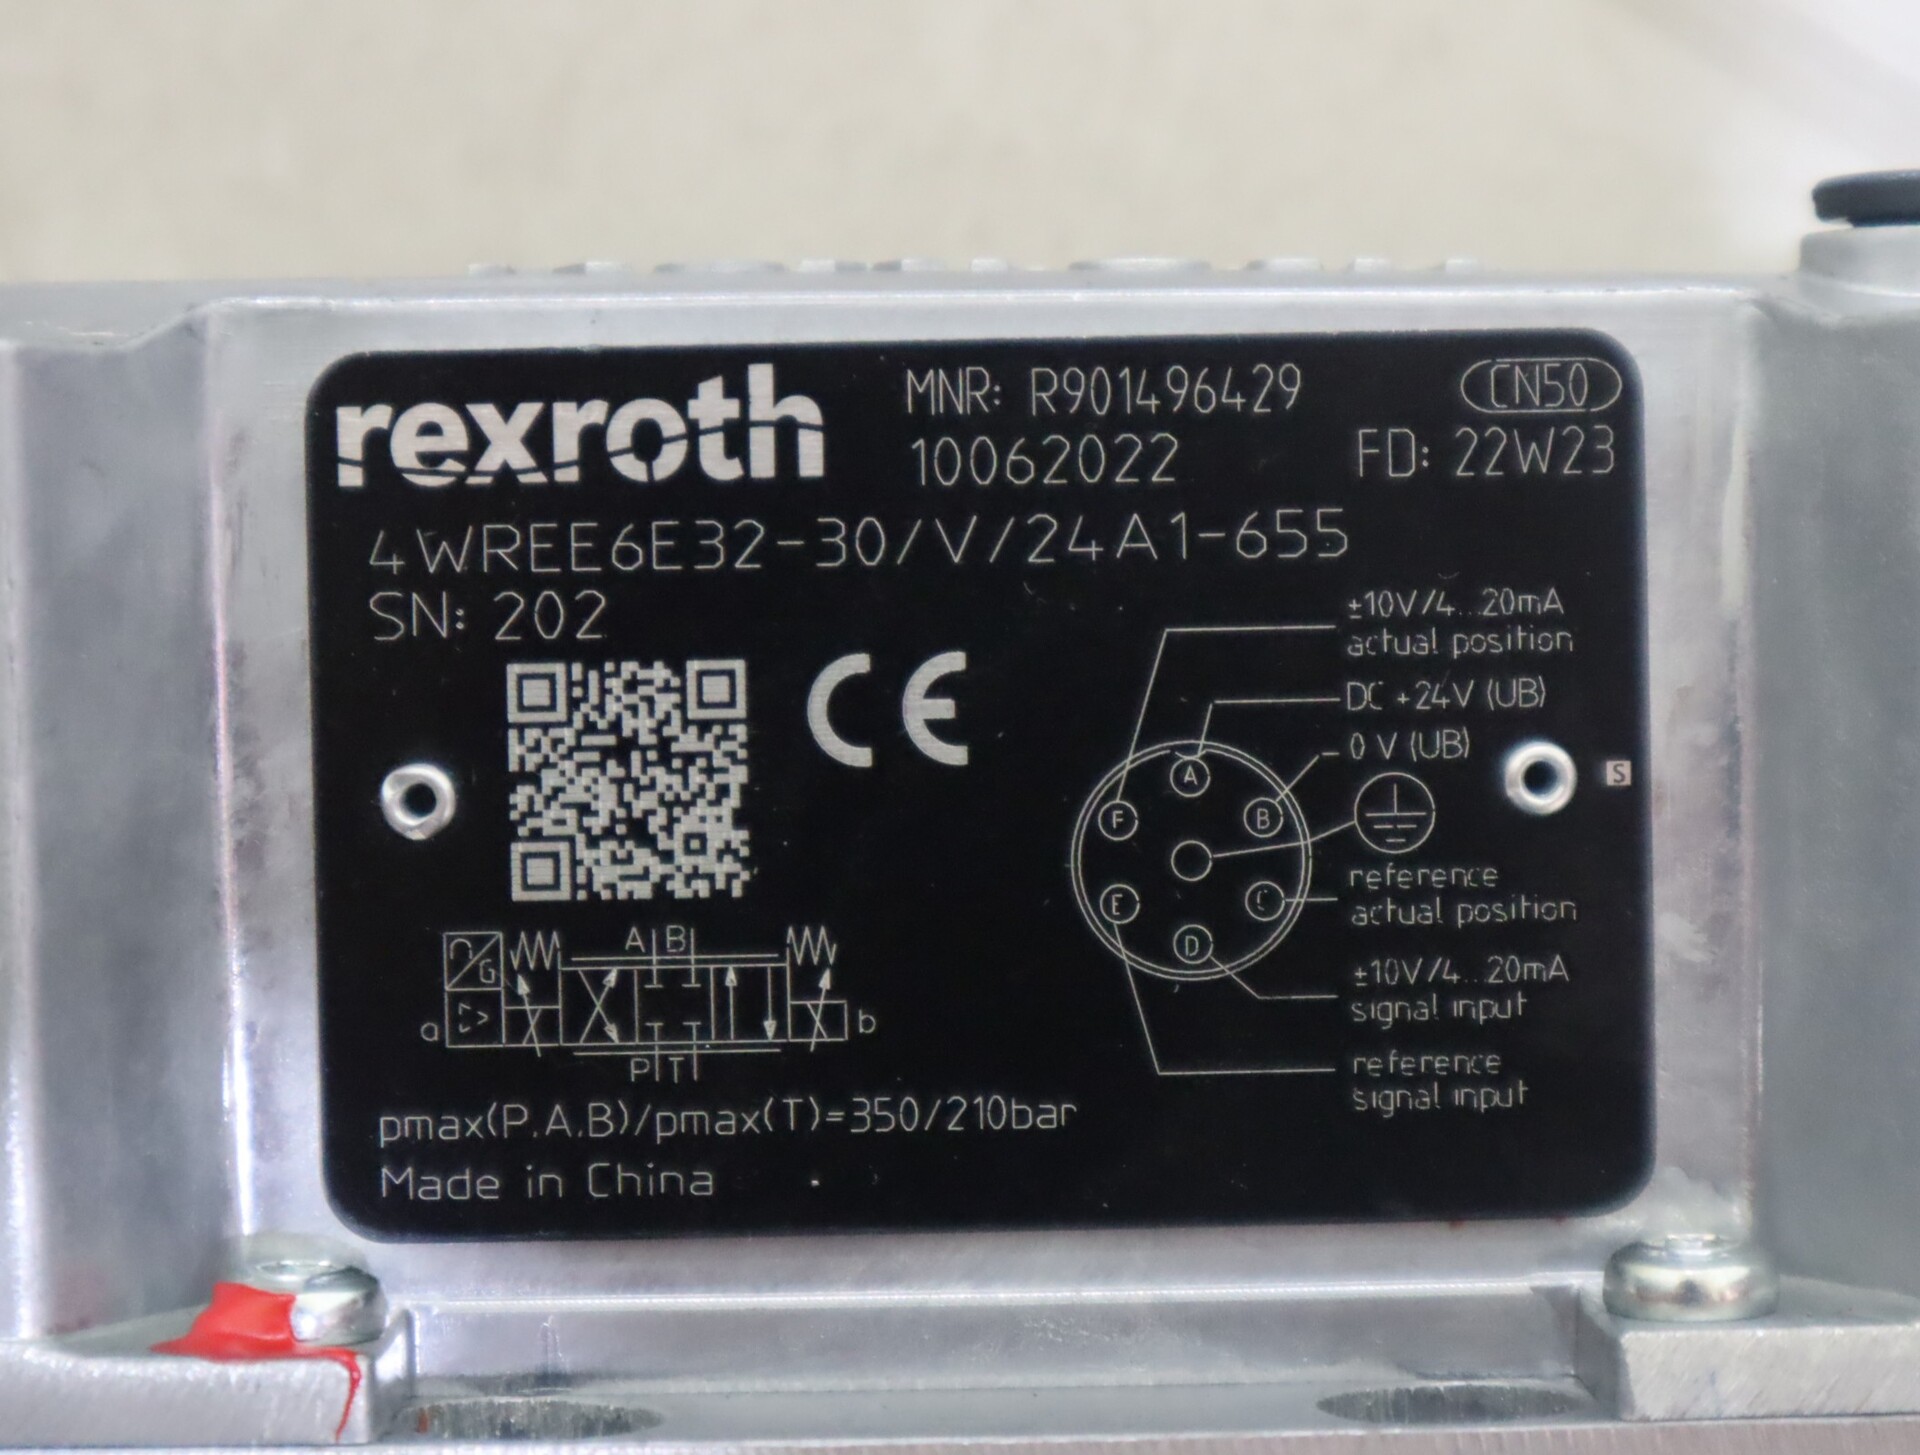 rexroth
MNR: R901496429
CN50
10062022
FD: 22W23
4WREE6E32-30/V/24A1-655
SN: 202
CE
±10V/4...20mA
actual position
DC +24V (UB)
0 V (UB)
A
F
B
S
E
C
D
reference
actual position
±10V/4...20mA
signal input
reference
signal input
A B
G
a
b
P T
pmax(P,A,B)/pmax(T)=350/210bar
Made in China